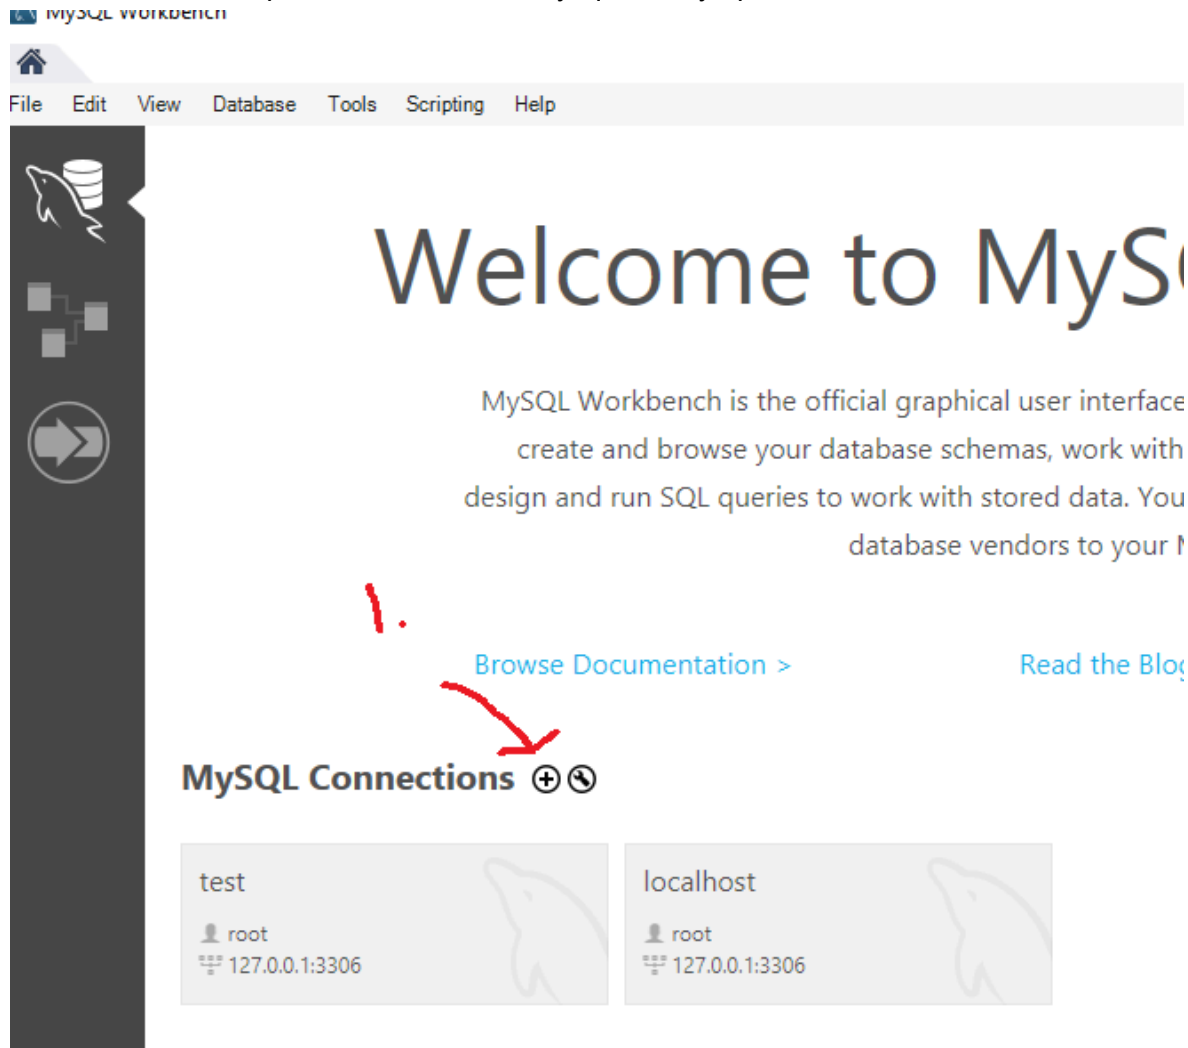 MySQL Workbench
File Edit View Database Tools Scripting Help
Welcome to MyS
MySQL Workbench is the official graphical user interface
create and browse your database schemas, work with
design and run SQL queries to work with stored data. You
database vendors to your
1.
Browse Documentation > Read the Blog
MySQL Connections
test localhost
root root
127.0.0.1:3306 127.0.0.1:3306